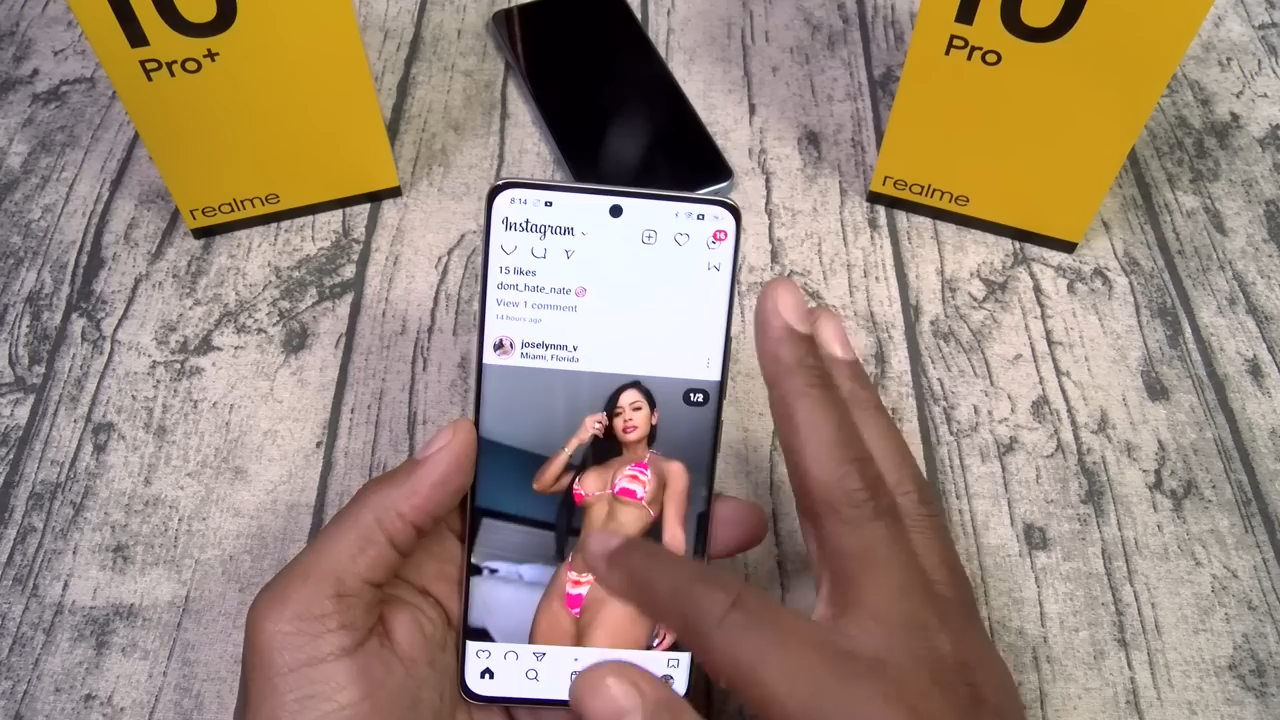 10
Pro+
realme
10
Pro
realme
8:14
Instagram
16
15 likes
dont_hate_nate
View 1 comment
14 hours ago
joselynnn_v
Miami, Florida
1/2